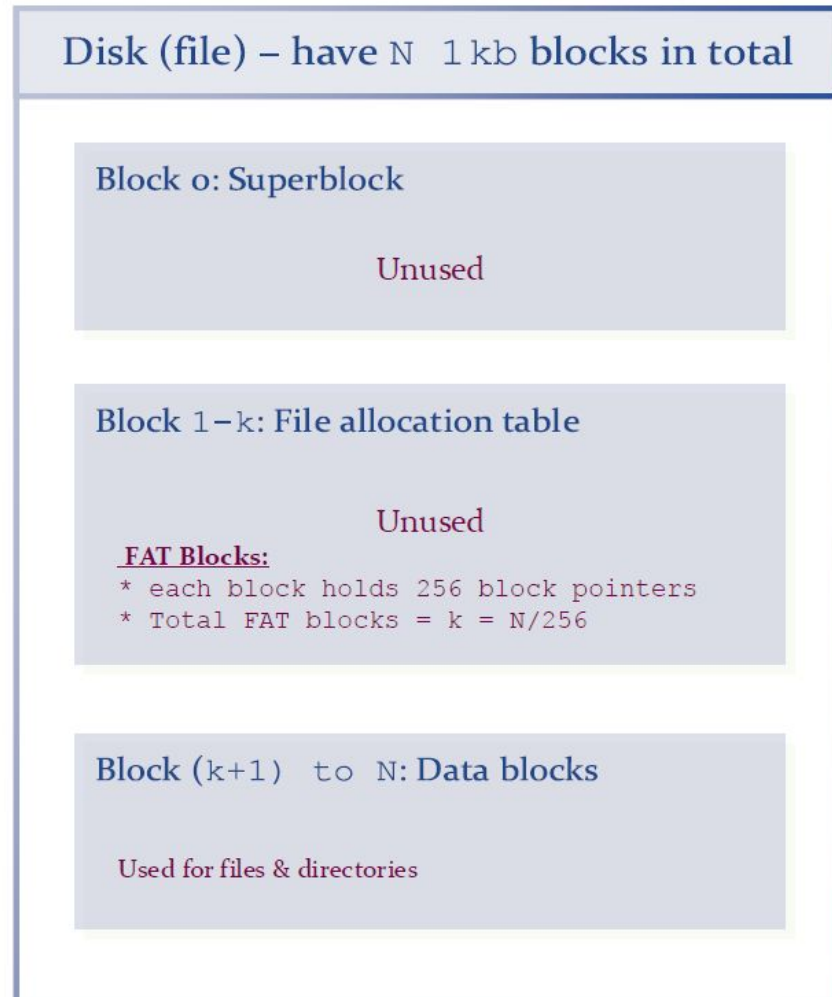 Disk (file) – have N 1kb blocks in total
Block 0: Superblock
Unused
Block 1-k: File allocation table
Unused
FAT Blocks:
* each block holds 256 block pointers
* Total FAT blocks = k = N/256
Block (k+1) to N: Data blocks
Used for files & directories